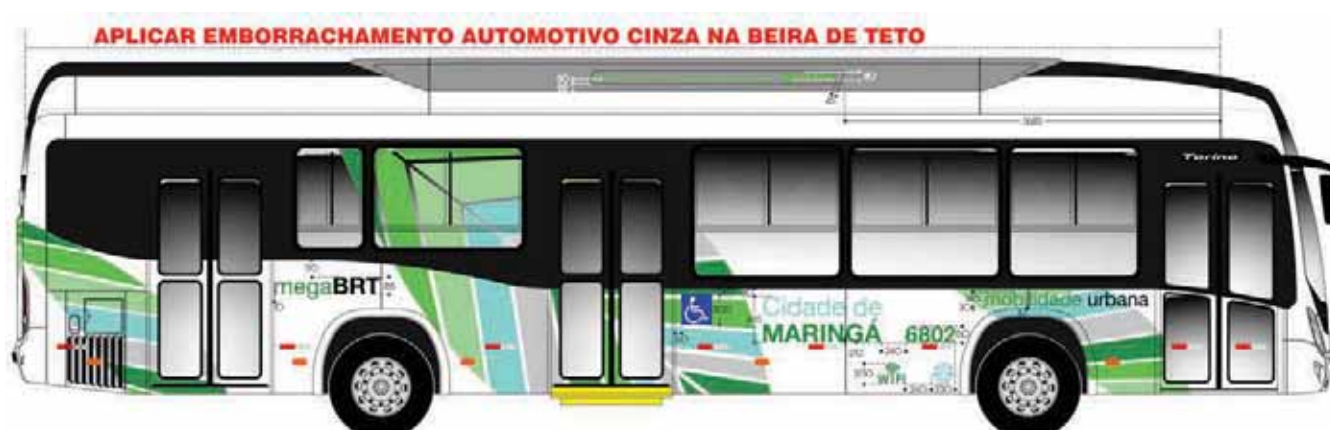 APLICAR EMBORRACHAMENTO AUTOMOTIVO CINZA NA BEIRA DE TETO
Torino
megaBRT
Cidade de
MARINGÁ 6802
mobilidade urbana
WIFI